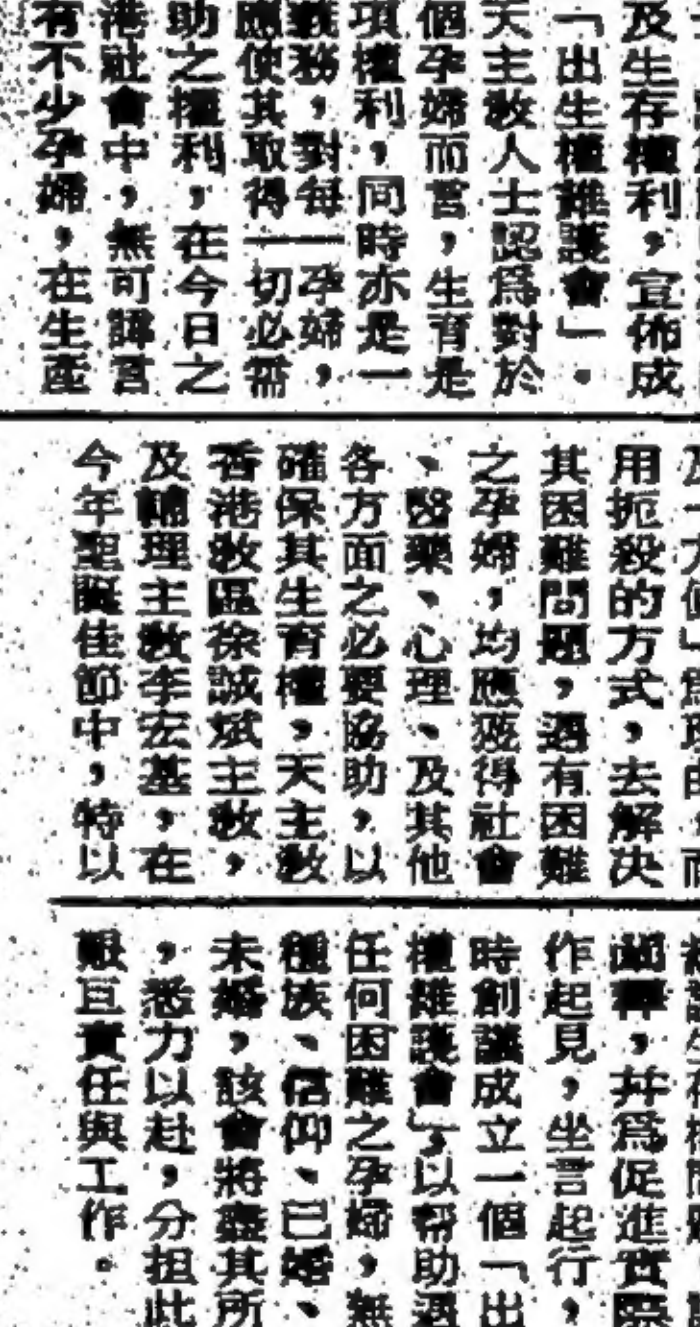 及生存權利，宣佈成
「出生權維護會」。
天主教人士認爲對於
個孕婦而言，生育是
項權利，同時亦是一
義務，對每一孕婦，
應使其取得一切必需
助之權利，在今日之
港社會中，無可諱言
有不少孕婦，在生產
用扼殺的方式，去解決
其困難問題，遇有困難
之孕婦，均應獲得社會
、醫藥、心理、及其他
各方面之必要協助，以
確保其生育權，天主教
香港教區徐誠斌主教，
及輔理主教李宏基，在
今年聖誕佳節中，特以
闡釋，并爲促進實際
作起見，坐言起行，
時創議成立一個「出
權維護會」，以帮助遇
任何困難之孕婦，無
種族、信仰、已婚、
未婚，該會將盡其所
，悉力以赴，分担此
艱巨責任與工作。